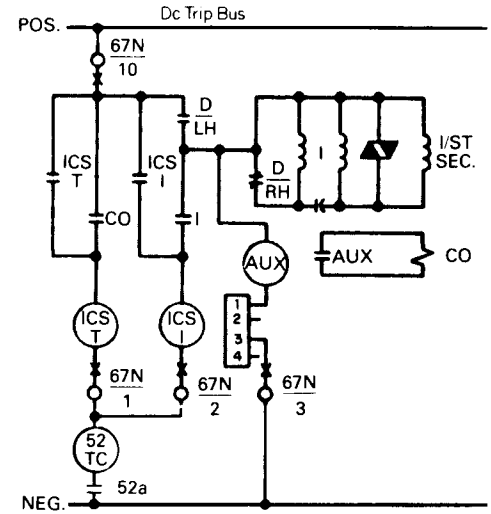 Dc Trip Bus
POS.
67N
10
D
LH
ICS
T
ICS
I
D
RH
I
I/ST
SEC.
CO
I
AUX
AUX
CO
1
2
3
4
ICS
T
ICS
I
67N
1
67N
2
67N
3
52
TC
52a
NEG.